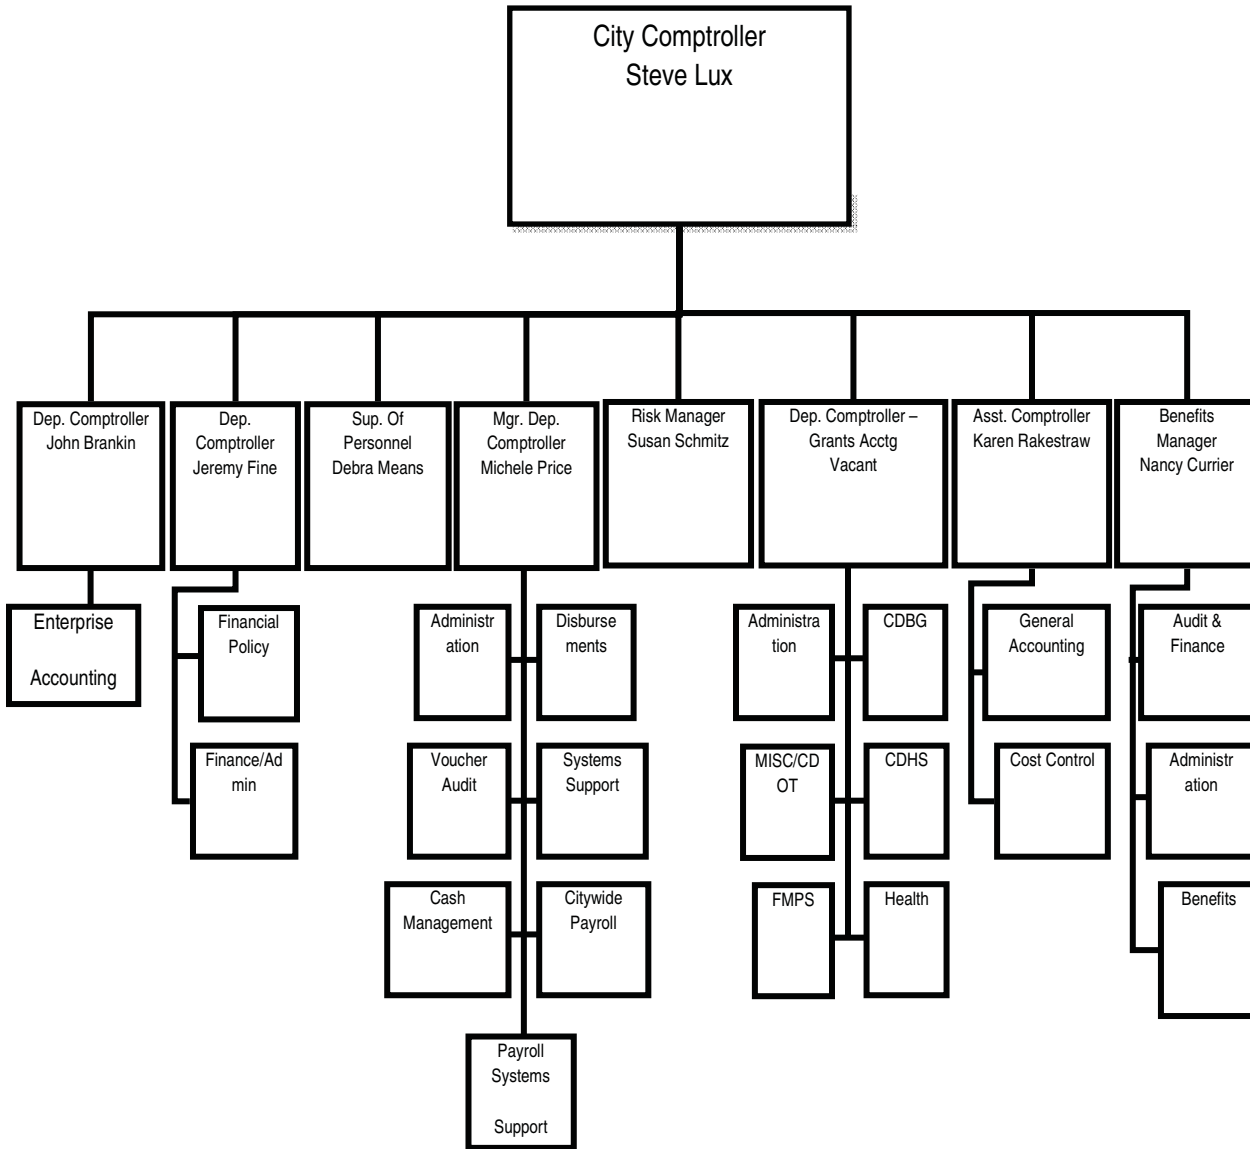 City Comptroller
Steve Lux
Dep. Comptroller
John Brankin
Dep.
Comptroller
Jeremy Fine
Sup. Of
Personnel
Debra Means
Mgr. Dep.
Comptroller
Michele Price
Risk Manager
Susan Schmitz
Dep. Comptroller –
Grants Acctg
Vacant
Asst. Comptroller
Karen Rakestraw
Benefits
Manager
Nancy Currier
Enterprise
Accounting
Financial
Policy
Administr
ation
Disburse
ments
Administra
tion
CDBG
General
Accounting
Audit &
Finance
Finance/Ad
min
Voucher
Audit
Systems
Support
MISC/CD
OT
CDHS
Cost Control
Administr
ation
Cash
Management
Citywide
Payroll
FMPS
Health
Benefits
Payroll
Systems
Support